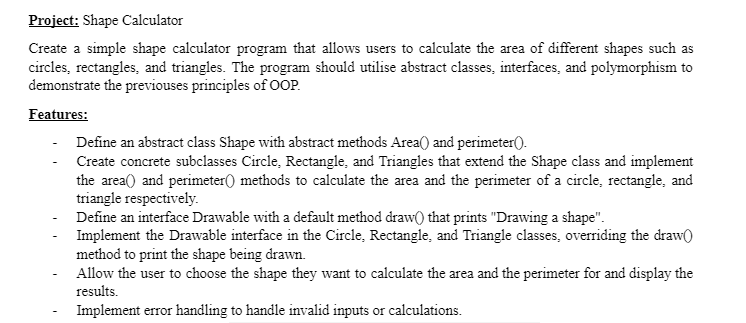 Project: Shape Calculator
Create a simple shape calculator program that allows users to calculate the area of different shapes such as
circles, rectangles, and triangles. The program should utilise abstract classes, interfaces, and polymorphism to
demonstrate the previouses principles of OOP.
Features:
- Define an abstract class Shape with abstract methods Area() and perimeter().
- Create concrete subclasses Circle, Rectangle, and Triangles that extend the Shape class and implement
the area() and perimeter() methods to calculate the area and the perimeter of a circle, rectangle, and
triangle respectively.
- Define an interface Drawable with a default method draw() that prints "Drawing a shape".
- Implement the Drawable interface in the Circle, Rectangle, and Triangle classes, overriding the draw()
method to print the shape being drawn.
- Allow the user to choose the shape they want to calculate the area and the perimeter for and display the
results.
- Implement error handling to handle invalid inputs or calculations.